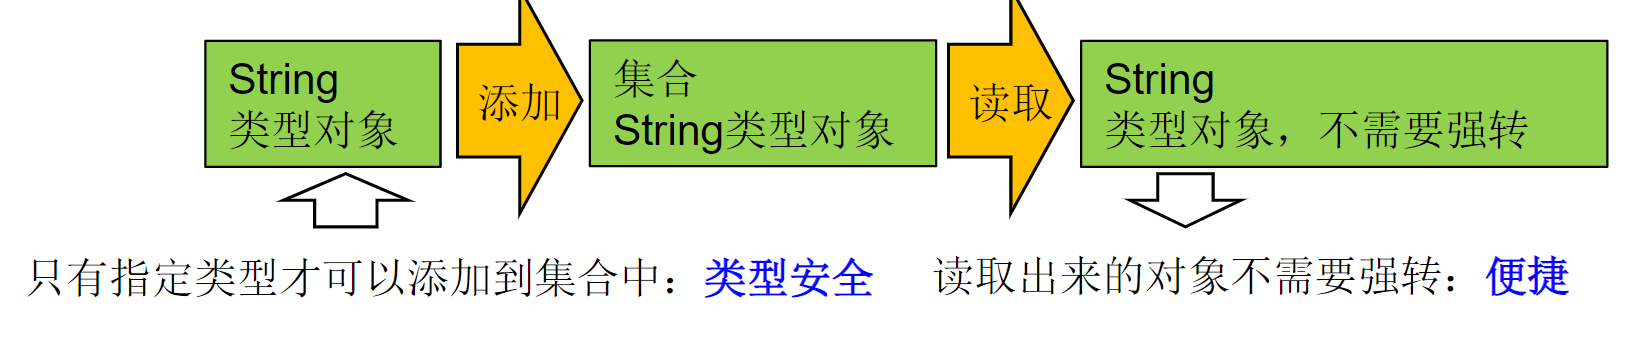 String
类型对象
添加
集合
String类型对象
读取
String
类型对象，不需要强转
只有指定类型才可以添加到集合中：类型安全
读取出来的对象不需要强转：便捷